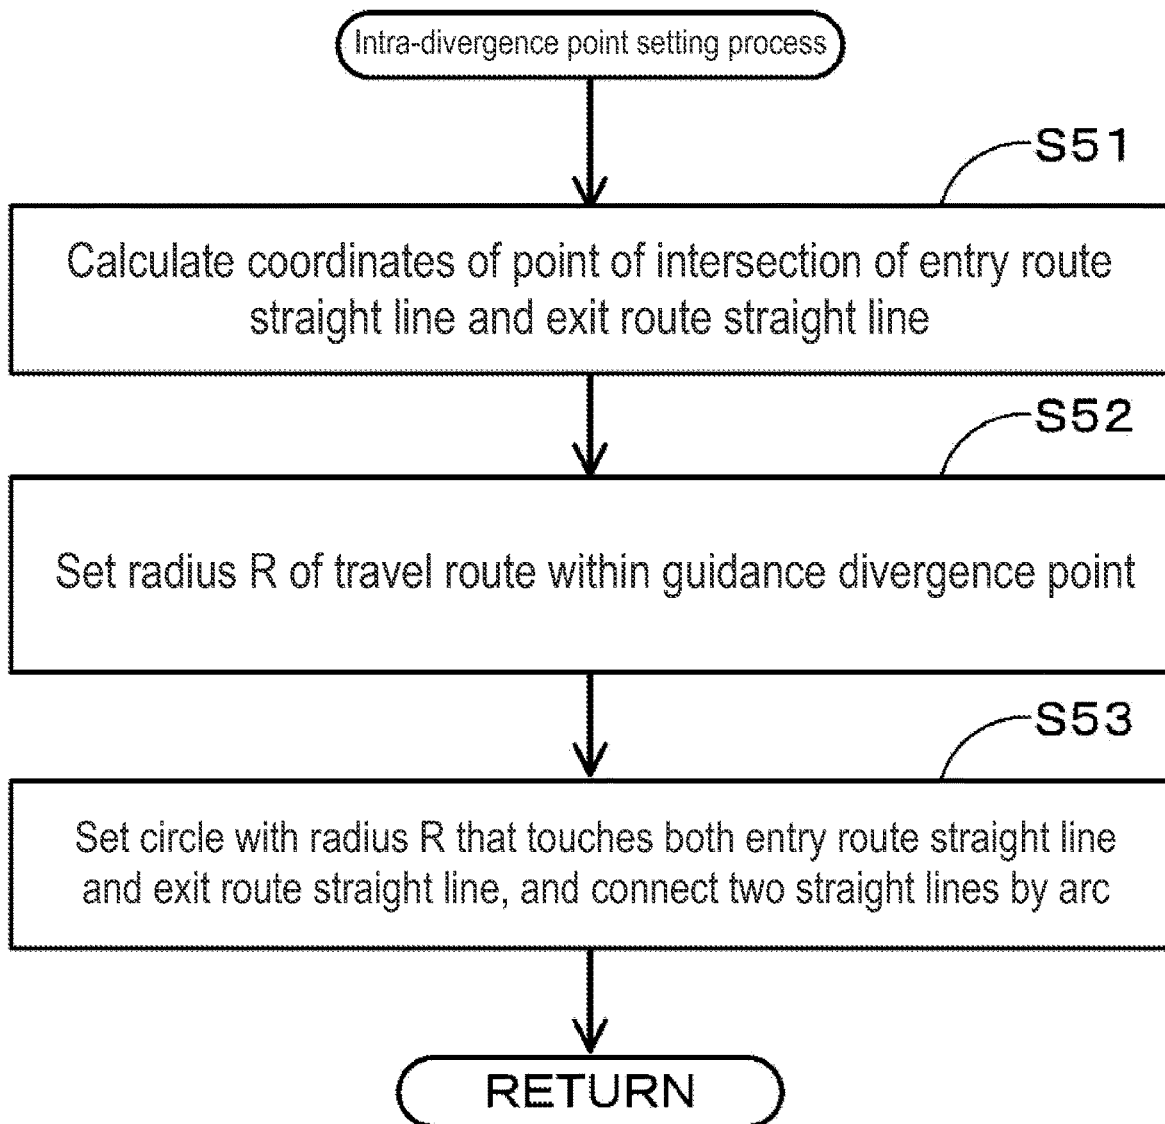 Intra-divergence point setting process
S51
Calculate coordinates of point of intersection of entry route
straight line and exit route straight line
S52
Set radius R of travel route within guidance divergence point
S53
Set circle with radius R that touches both entry route straight line
and exit route straight line, and connect two straight lines by arc
RETURN